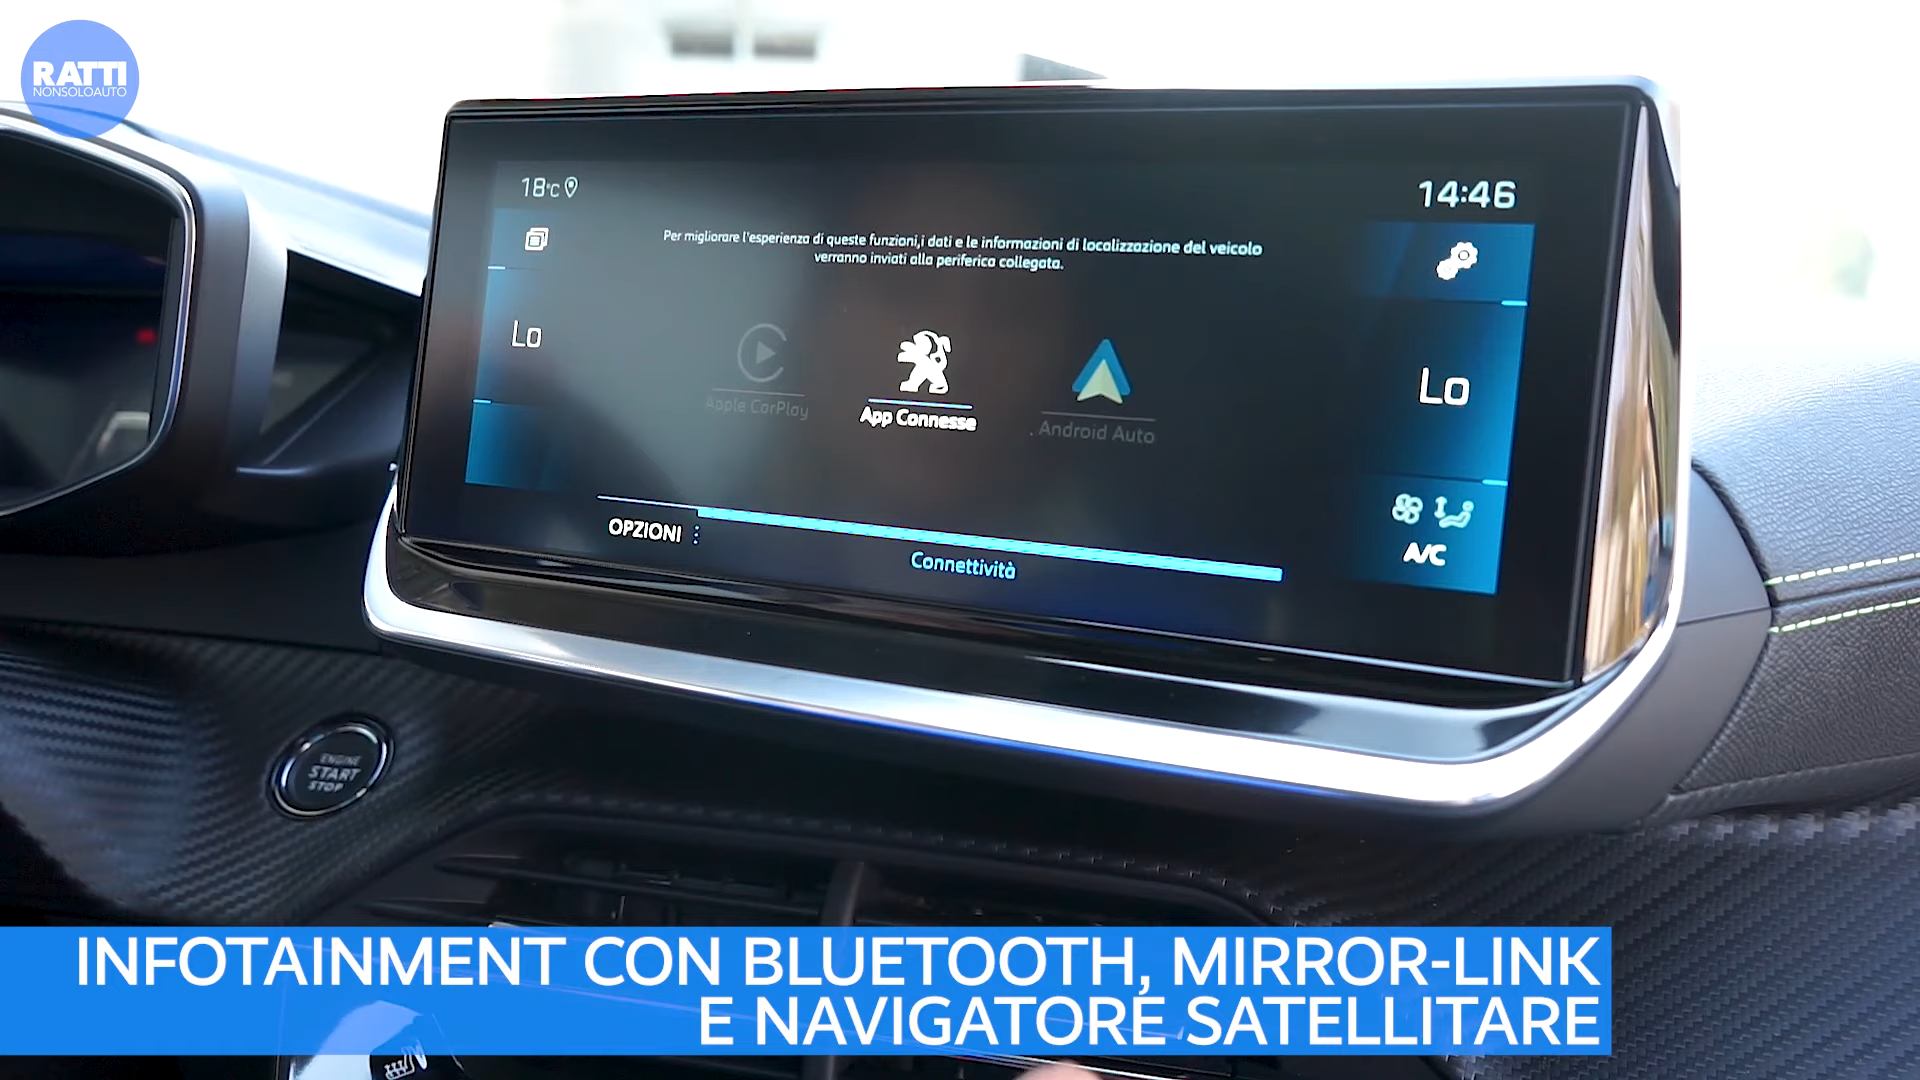 RATTI
NONSOLOAUTO
18°C
14:46
Per migliorare l'esperienza di queste funzioni,i dati e le informazioni di localizzazione del veicolo
verranno inviati alla periferica collegata.
Lo
Lo
Apple CarPlay
App Connesse
Android Auto
OPZIONI
Connettività
A/C
ENGINE
START
STOP
INFOTAINMENT CON BLUETOOTH, MIRROR-LINK
E NAVIGATORE SATELLITARE